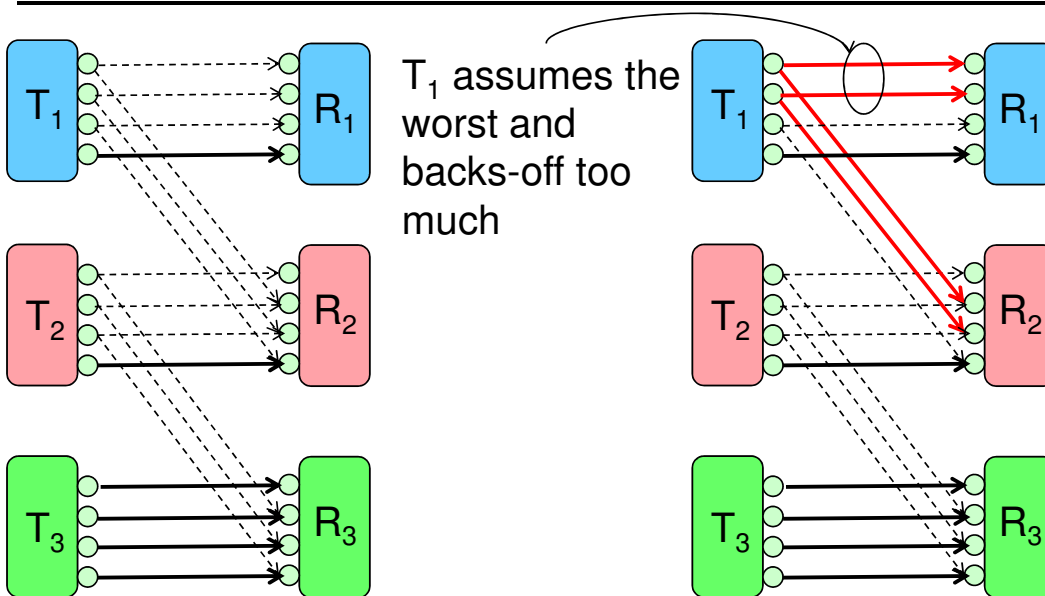 T₁
R₁
T₁ assumes the
worst and
backs-off too
much
T₁
R₁
T₂
R₂
T₂
R₂
T₃
R₃
T₃
R₃